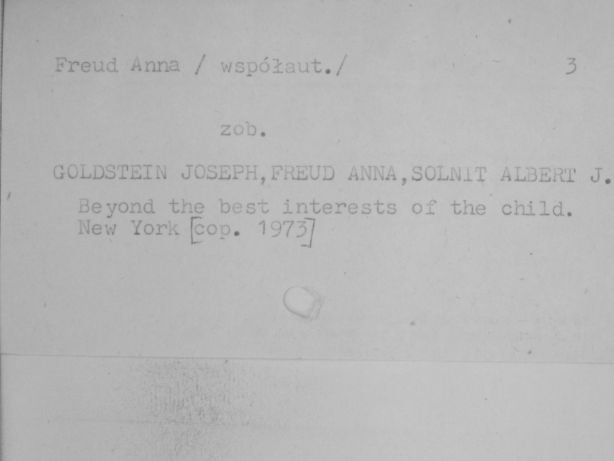 Freud Anna / współaut./ 3
zob.
GOLDSTEIN JOSEPH,FREUD ANNA,SOLNIT ALBERT J.
Beyond the best interests of the child.
New York [cop. 1973]